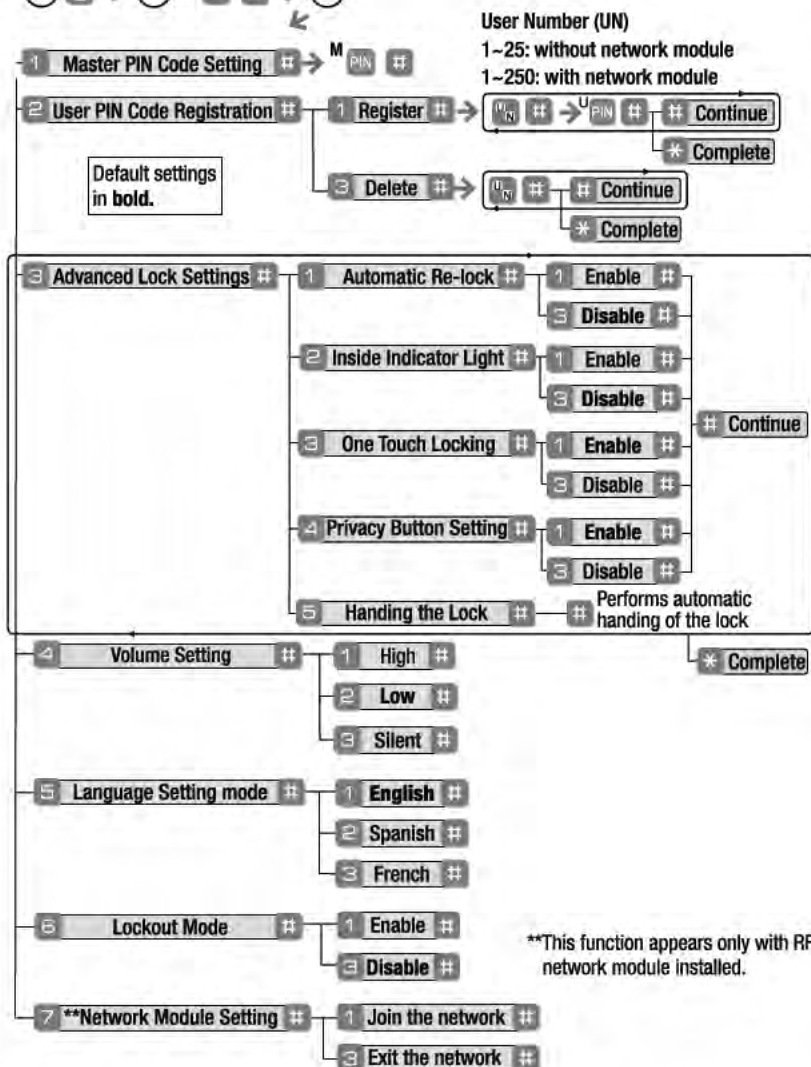 User Number (UN)
1~25: without network module
1~250: with network module
1 Master PIN Code Setting # M PIN #
2 User PIN Code Registration # 1 Register # UN # U PIN # # Continue
* Complete
Default settings
in bold.
3 Delete # UN # # Continue
* Complete
3 Advanced Lock Settings # 1 Automatic Re-lock # 1 Enable #
3 Disable #
2 Inside Indicator Light # 1 Enable #
3 Disable #
# Continue
3 One Touch Locking # 1 Enable #
3 Disable #
4 Privacy Button Setting # 1 Enable #
3 Disable #
5 Handing the Lock # # Performs automatic
handing of the lock
* Complete
4 Volume Setting # 1 High #
2 Low #
3 Silent #
5 Language Setting mode # 1 English #
2 Spanish #
3 French #
6 Lockout Mode # 1 Enable #
3 Disable #
**This function appears only with RF
network module installed.
7 **Network Module Setting # 1 Join the network #
3 Exit the network #